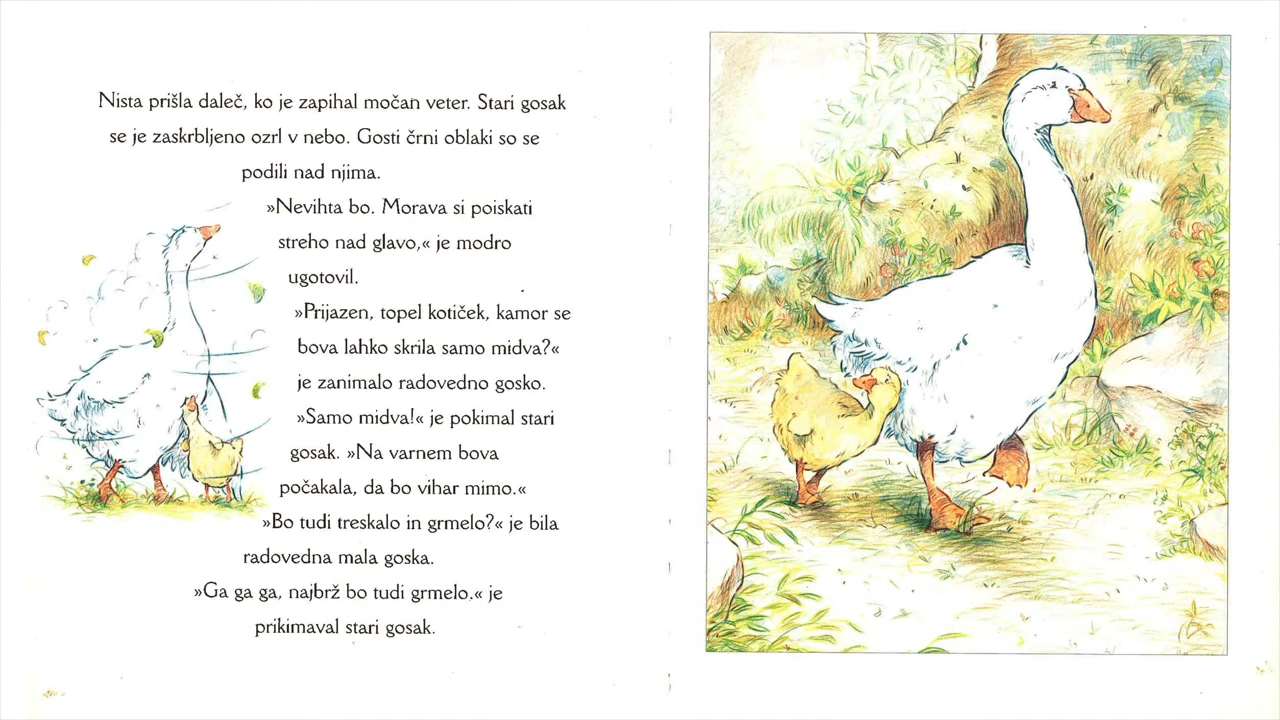 Nista prišla daleč, ko je zapihal močan veter. Stari gosak
se je zaskrbljeno ozrl v nebo. Gosti črni oblaki so se
podili nad njima.
»Nevihta bo. Morava si poiskati
streho nad glavo,« je modro
ugotovil.
»Prijazen, topel kotiček, kamor se
bova lahko skrila samo midva?«
je zanimalo radovedno gosko.
»Samo midva!« je pokimal stari
gosak. »Na varnem bova
počakala, da bo vihar mimo.«
»Bo tudi treskalo in grmelo?« je bila
radovedna mala goska.
»Ga ga ga, najbrž bo tudi grmelo.« je
prikimaval stari gosak.